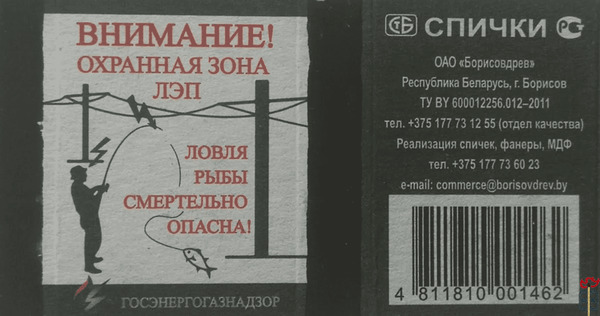 ВНИМАНИЕ!
ОХРАННАЯ ЗОНА
ЛЭП
ЛОВЛЯ
РЫБЫ
СМЕРТЕЛЬНО
ОПАСНА!
ГОСЭНЕРГОГАЗНАДЗОР
СПИЧКИ
ОАО «Борисовдрев»
Республика Беларусь, г. Борисов
ТУ BY 600012256.012–2011
тел. +375 177 73 12 55 (отдел качества)
Реализация спичек, фанеры, МДФ
тел. +375 177 73 60 23
e-mail: commerce@borisovdrev.by
4 811810 001462